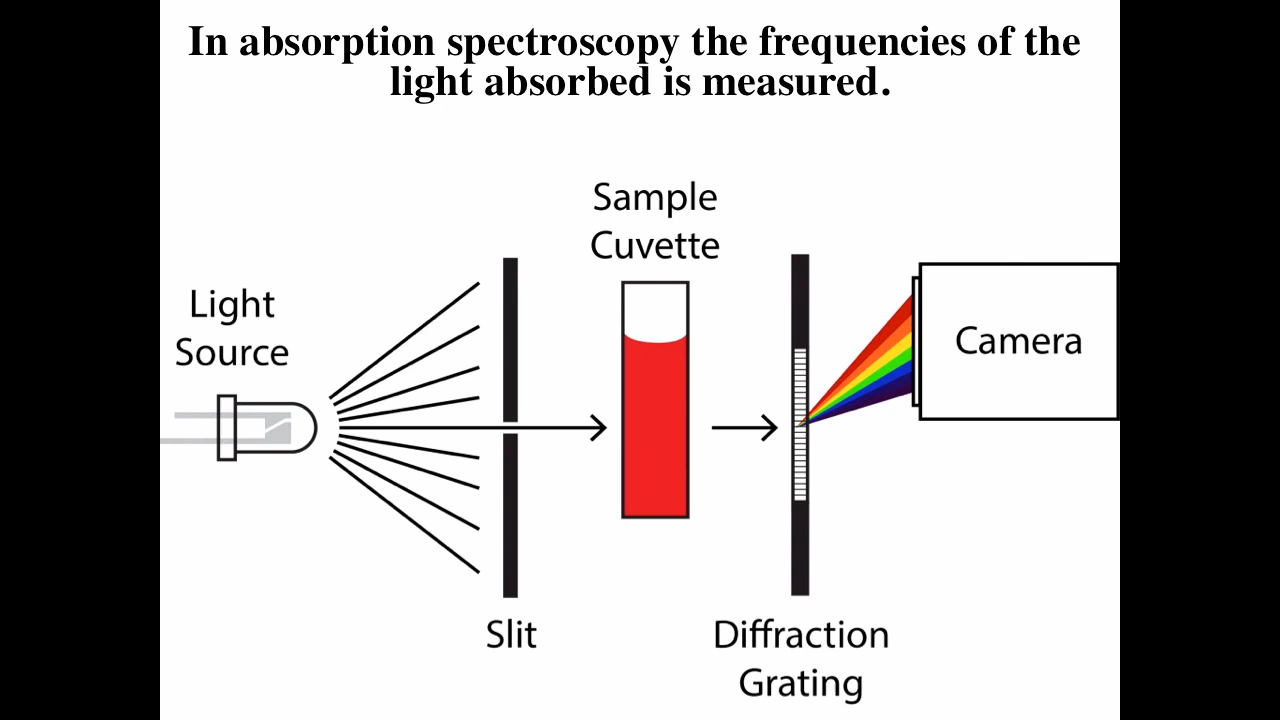 In absorption spectroscopy the frequencies of the
light absorbed is measured.
Sample
Cuvette
Light
Source
Camera
Slit
Diffraction
Grating